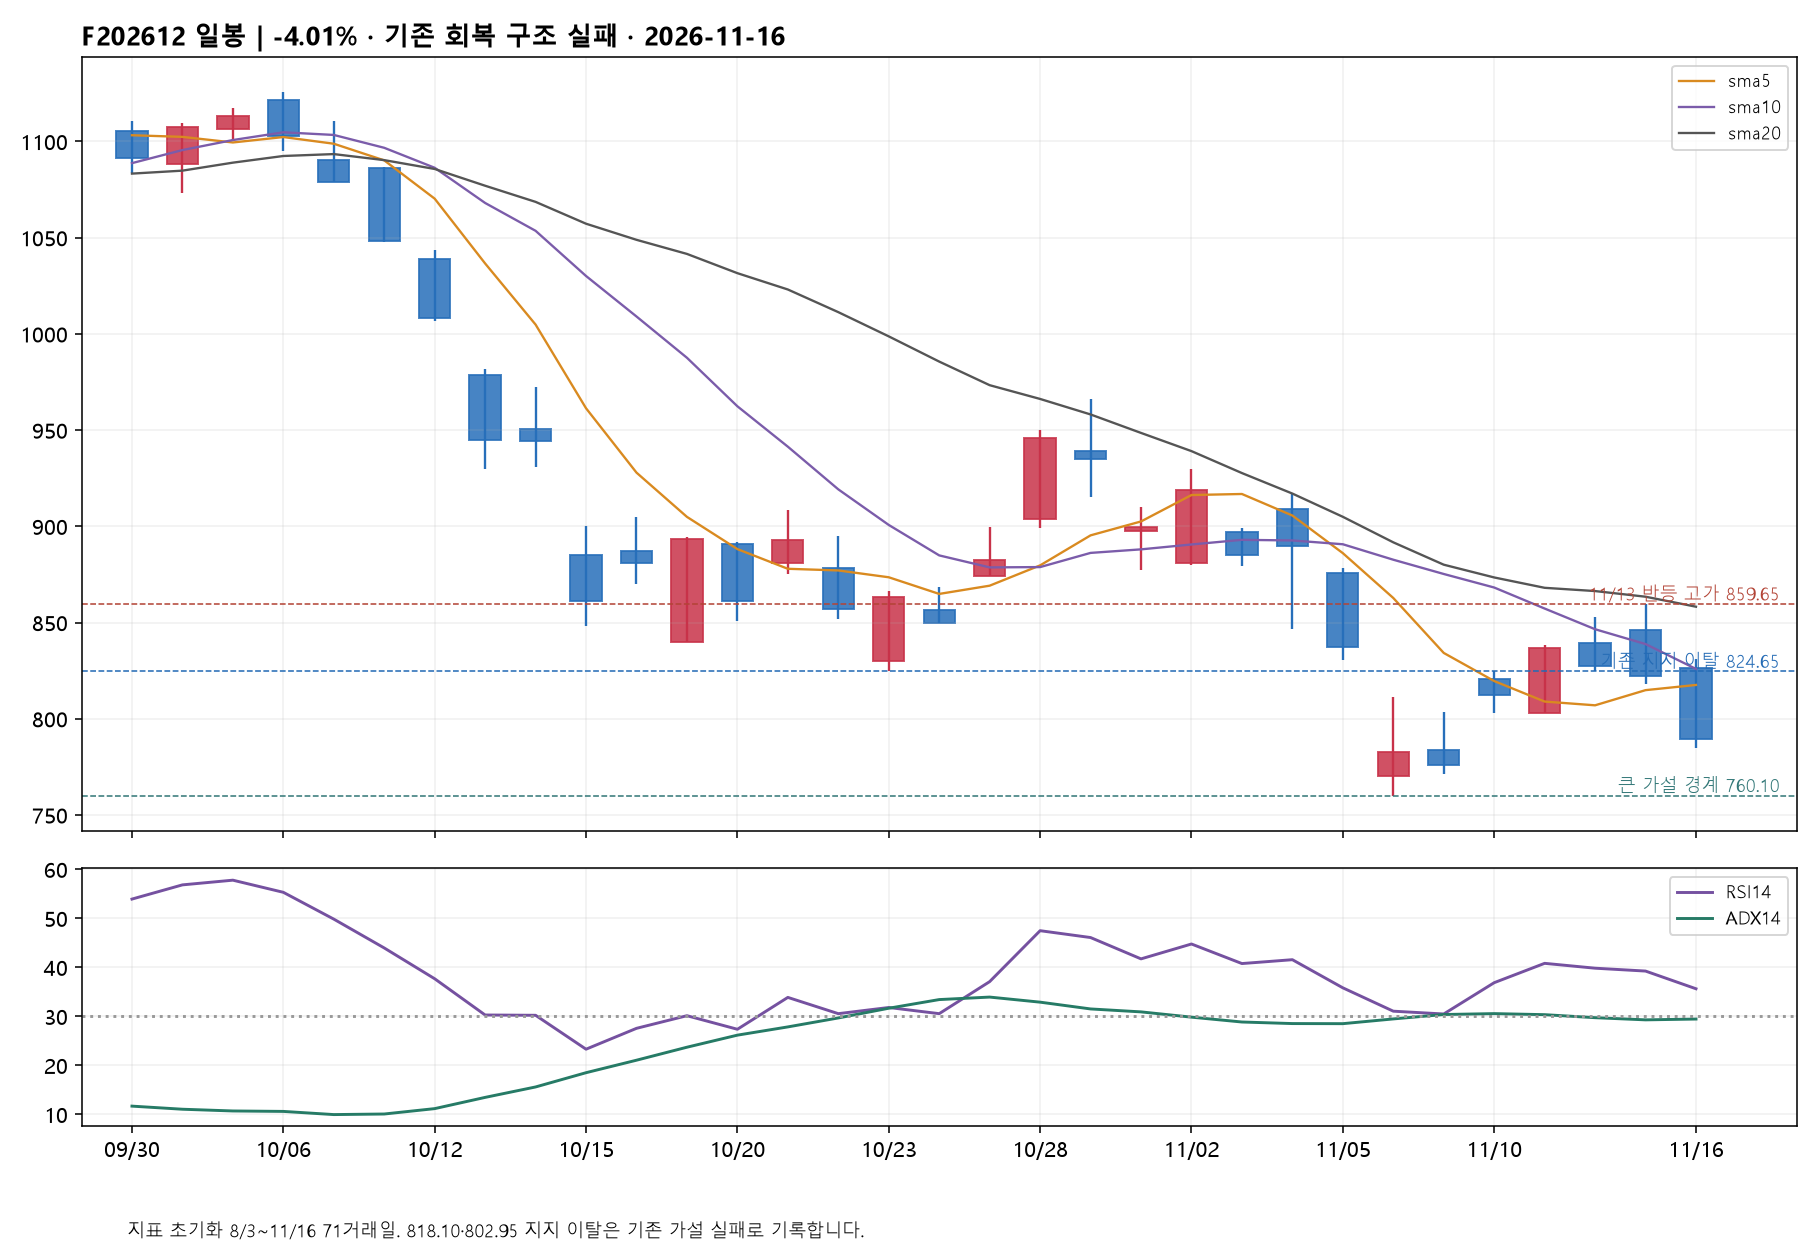 F202612 일봉 | -4.01% · 기존 회복 구조 실패 · 2026-11-16
sma5
sma10
sma20
1100
1050
1000
950
900
850
800
750
11/13 반등 고가 859.65
기존 지지 이탈 824.65
큰 가설 경계 760.10
60
50
40
30
20
10
RSI14
ADX14
09/30 10/06 10/12 10/15 10/20 10/23 10/28 11/02 11/05 11/10 11/16
지표 초기화 8/3~11/16 71거래일. 818.10·802.95 지지 이탈은 기존 가설 실패로 기록합니다.